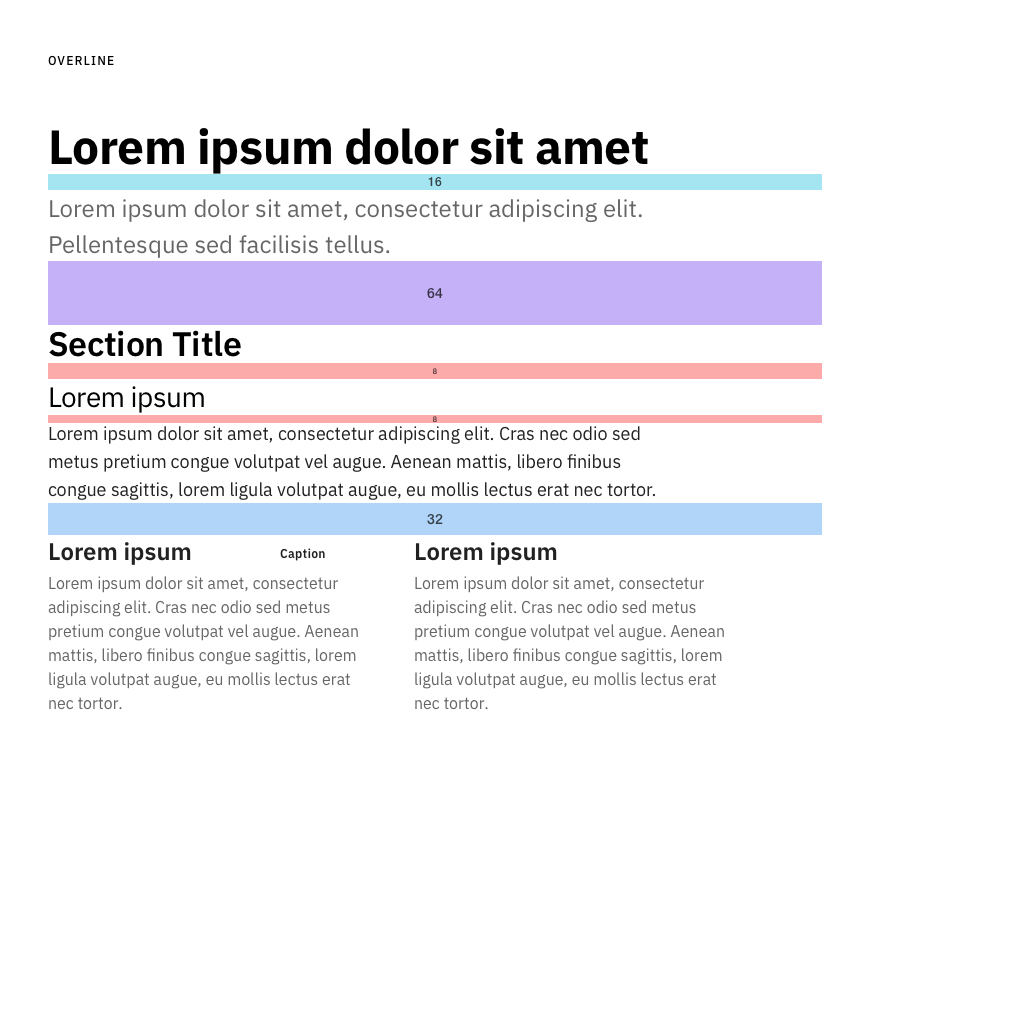 OVERLINE
Lorem ipsum dolor sit amet
16
Lorem ipsum dolor sit amet, consectetur adipiscing elit.
Pellentesque sed facilisis tellus.
64
Section Title
8
Lorem ipsum
8
Lorem ipsum dolor sit amet, consectetur adipiscing elit. Cras nec odio sed
metus pretium congue volutpat vel augue. Aenean mattis, libero finibus
congue sagittis, lorem ligula volutpat augue, eu mollis lectus erat nec tortor.
32
Lorem ipsum
Caption
Lorem ipsum dolor sit amet, consectetur
adipiscing elit. Cras nec odio sed metus
pretium congue volutpat vel augue. Aenean
mattis, libero finibus congue sagittis, lorem
ligula volutpat augue, eu mollis lectus erat
nec tortor.
Lorem ipsum
Lorem ipsum dolor sit amet, consectetur
adipiscing elit. Cras nec odio sed metus
pretium congue volutpat vel augue. Aenean
mattis, libero finibus congue sagittis, lorem
ligula volutpat augue, eu mollis lectus erat
nec tortor.